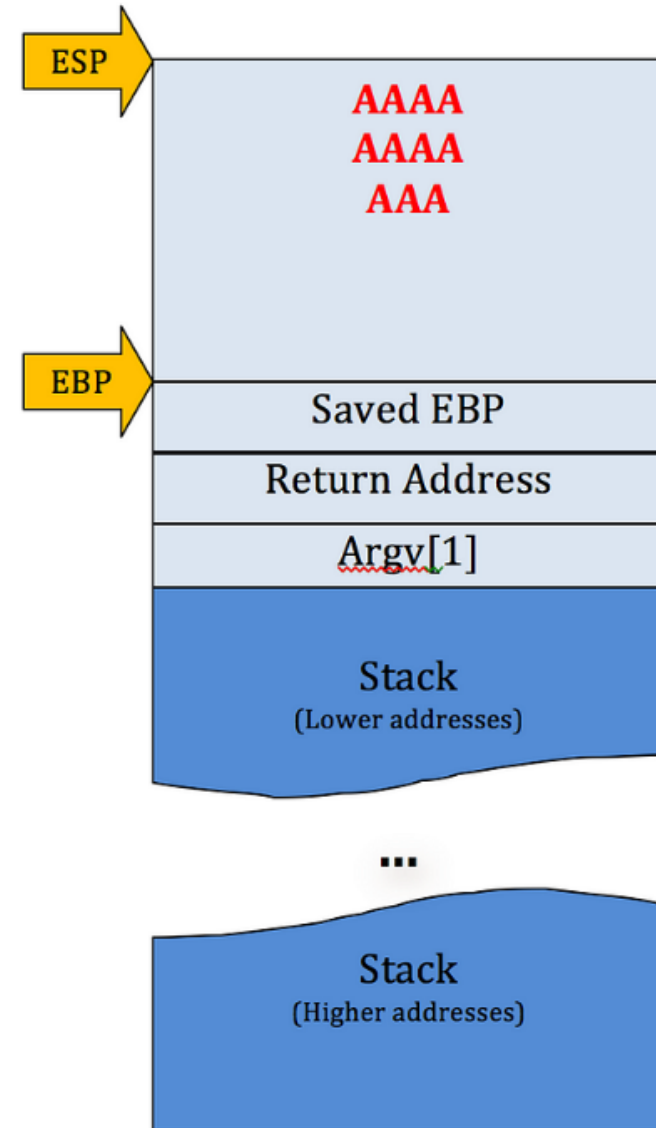 ESP
AAAA
AAAA
AAA
EBP
Saved EBP
Return Address
Argv[1]
Stack
(Lower addresses)
...
Stack
(Higher addresses)